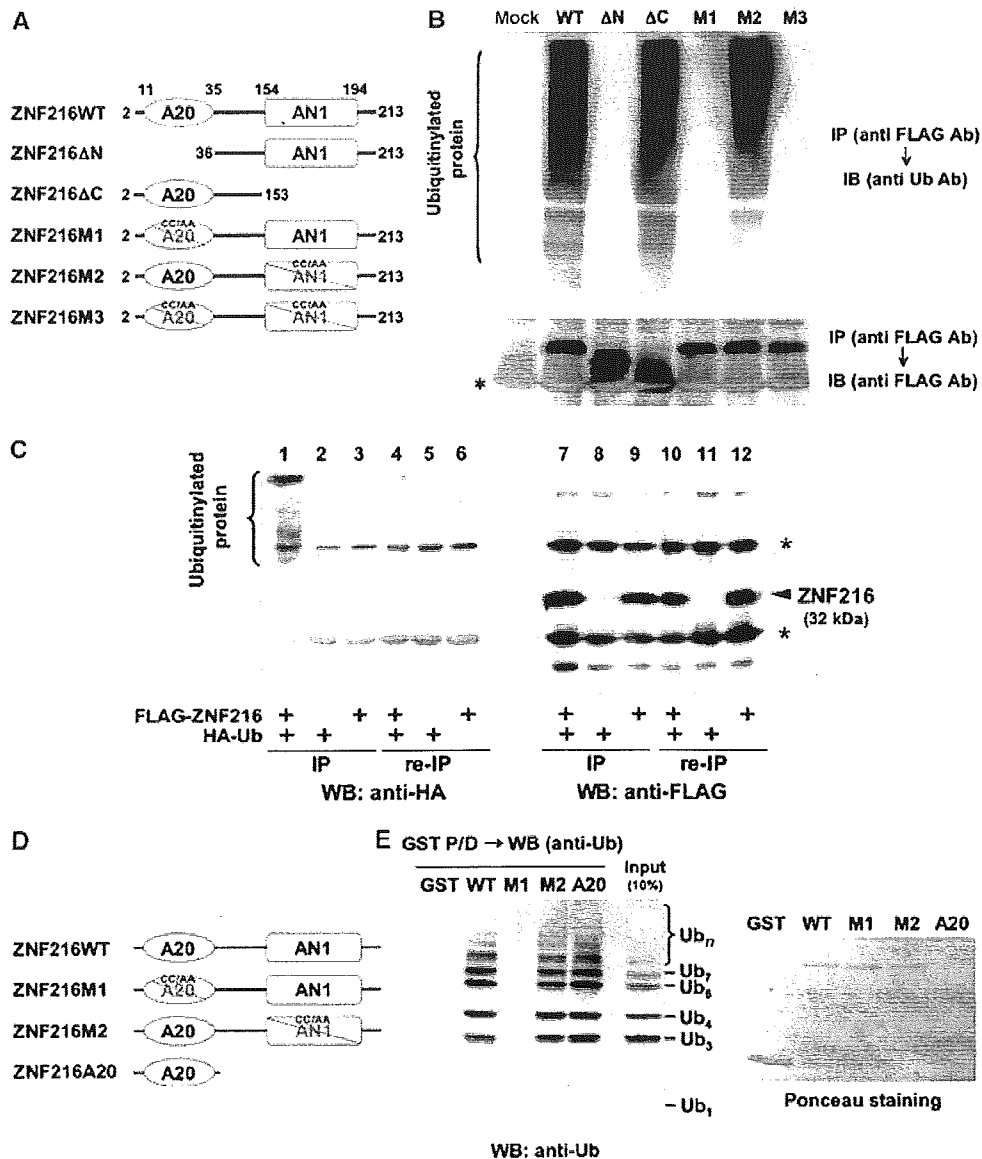 A
11 35 154 194
ZNF216WT 2 A20 AN1 213
ZNF216ΔN 36 AN1 213
ZNF216ΔC 2 A20 153
CC/AA
ZNF216M1 2 A20 AN1 213
CC/AA
ZNF216M2 2 A20 AN1 213
CC/AA CC/AA
ZNF216M3 2 A20 AN1 213
B
Mock WT ΔN ΔC M1 M2 M3
Ubiquitinylated
protein
IP (anti FLAG Ab)
↓
IB (anti Ub Ab)
IP (anti FLAG Ab)
↓
IB (anti FLAG Ab)
*
C
1 2 3 4 5 6 7 8 9 10 11 12
Ubiquitinylated
protein
*
ZNF216
(32 kDa)
*
FLAG-ZNF216 + + + + + + + +
HA-Ub + + + + + + + +
IP re-IP IP re-IP
WB: anti-HA WB: anti-FLAG
D
ZNF216WT A20 AN1
CC/AA
ZNF216M1 A20 AN1
CC/AA
ZNF216M2 A20 AN1
ZNF216A20 A20
E
GST P/D → WB (anti-Ub) Input
(10%)
GST WT M1 M2 A20
Ubn
Ub7
Ub6
Ub4
Ub3
Ub1
WB: anti-Ub
GST WT M1 M2 A20
Ponceau staining